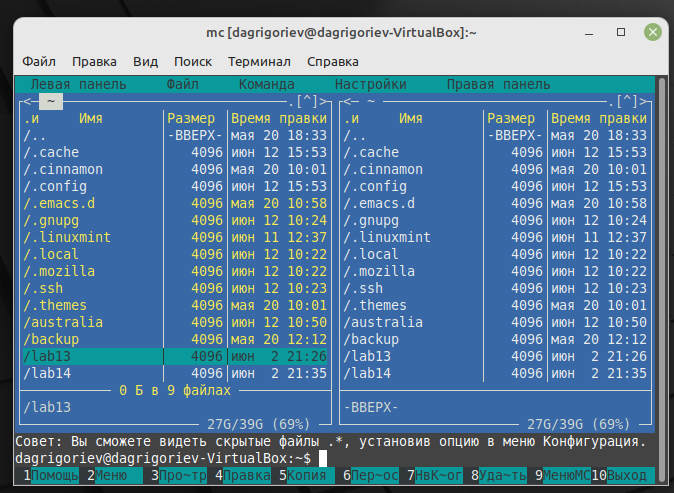 mc [dagrigoriev@dagrigoriev-VirtualBox]:~
Файл Правка Вид Поиск Терминал Справка
Левая панель Файл Команда Настройки Правая панель
<─ ~ ─.[^]> <─ ~ ─.[^]>
.и Имя Размер Время правки .и Имя Размер Время правки
/.. -ВВЕРХ- мая 20 18:33 /.. -ВВЕРХ- мая 20 18:33
/.cache 4096 июн 12 15:53 /.cache 4096 июн 12 15:53
/.cinnamon 4096 мая 20 10:01 /.cinnamon 4096 мая 20 10:01
/.config 4096 июн 12 15:53 /.config 4096 июн 12 15:53
/.emacs.d 4096 мая 20 10:58 /.emacs.d 4096 мая 20 10:58
/.gnupg 4096 июн 12 10:24 /.gnupg 4096 июн 12 10:24
/.linuxmint 4096 июн 11 12:37 /.linuxmint 4096 июн 11 12:37
/.local 4096 июн 12 10:22 /.local 4096 июн 12 10:22
/.mozilla 4096 июн 12 10:22 /.mozilla 4096 июн 12 10:22
/.ssh 4096 июн 12 10:23 /.ssh 4096 июн 12 10:23
/.themes 4096 мая 20 10:01 /.themes 4096 мая 20 10:01
/australia 4096 июн 12 10:50 /australia 4096 июн 12 10:50
/backup 4096 мая 20 12:12 /backup 4096 мая 20 12:12
/lab13 4096 июн 2 21:26 /lab13 4096 июн 2 21:26
/lab14 4096 июн 2 21:35 /lab14 4096 июн 2 21:35
0 Б в 9 файлах
/lab13 -ВВЕРХ-
27G/39G (69%) 27G/39G (69%)
Совет: Вы сможете видеть скрытые файлы .*, установив опцию в меню Конфигурация.
dagrigoriev@dagrigoriev-VirtualBox:~$
1Помощь 2Меню 3Про~тр 4Правка 5Копия 6Пер~ос 7НвК~ог 8Уда~ть 9МенюМС 10Выход